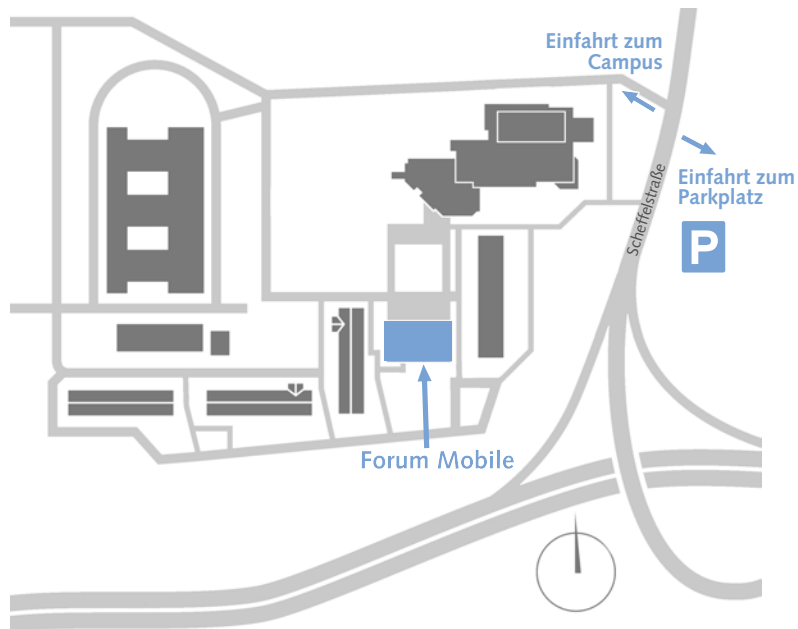 Einfahrt zum
Campus
Einfahrt zum
Parkplatz
P
Scheffelstraße
Forum Mobile